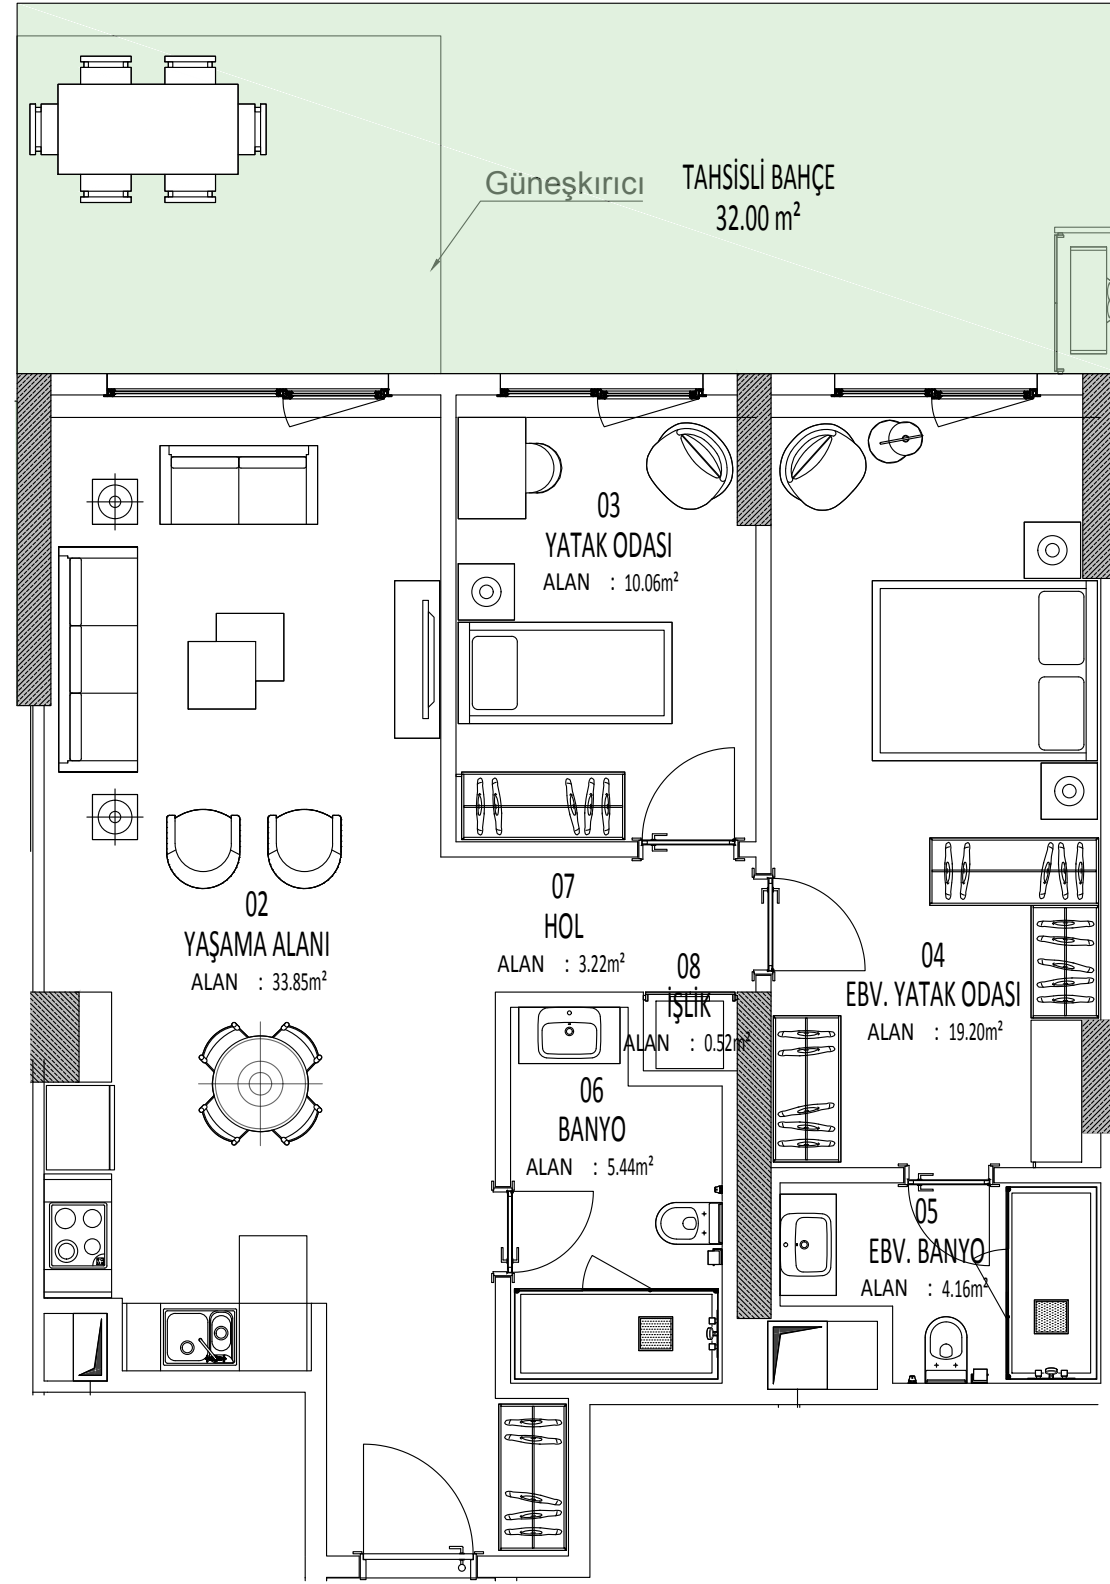 Güneşkırıcı
TAHSİSLİ BAHÇE
32.00 m²
03
YATAK ODASI
ALAN : 10.06m²
02
YAŞAMA ALANI
ALAN : 33.85m²
07
HOL
ALAN : 3.22m²
08
İŞLİK
ALAN : 0.52m²
04
EBV. YATAK ODASI
ALAN : 19.20m²
06
BANYO
ALAN : 5.44m²
05
EBV. BANYO
ALAN : 4.16m²